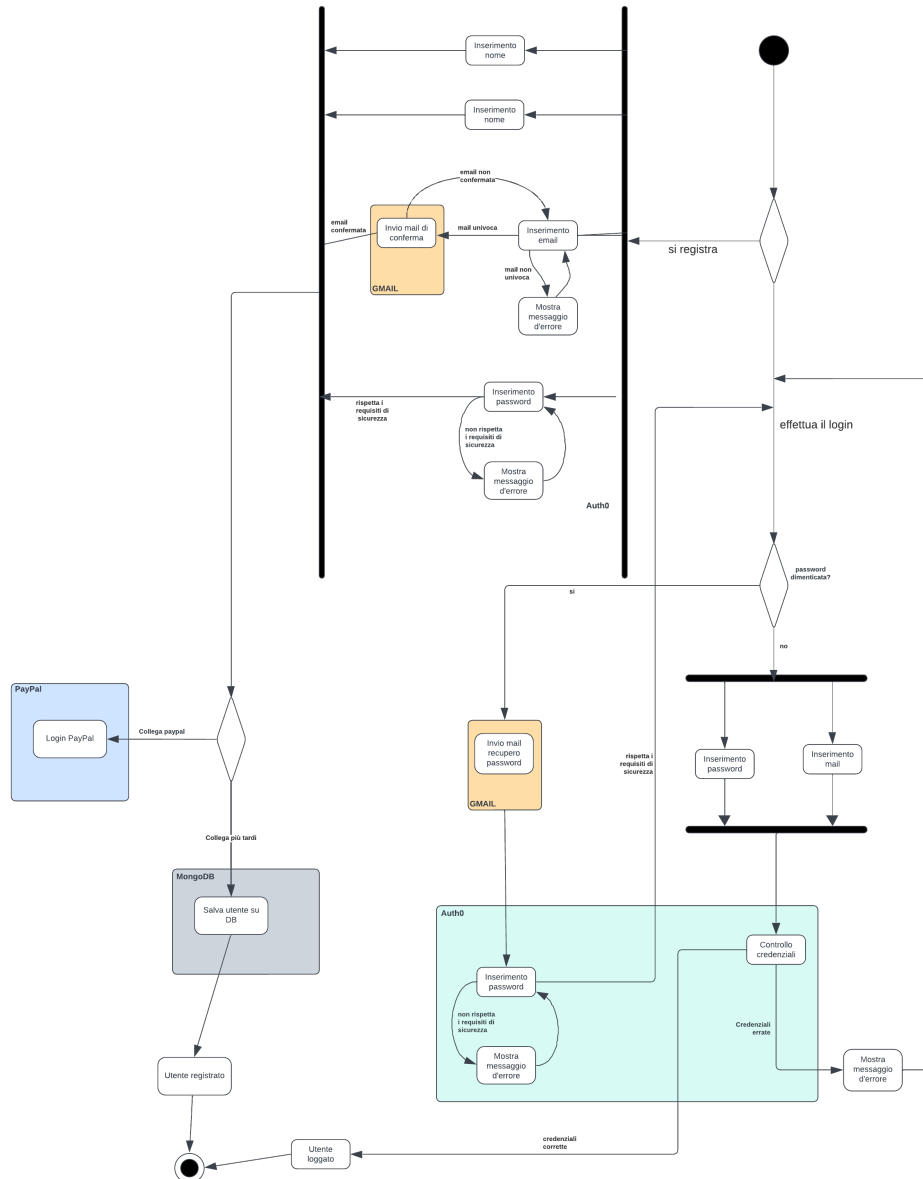 Inserimento
nome
Inserimento
nome
email non
confermata
email
confermata
Invio mail di
conferma
mail univoca
Inserimento
email
si registra
mail non
univoca
GMAIL
Mostra
messaggio
d'errore
Inserimento
password
rispetta i
requisiti di
sicurezza
effettua il login
non rispetta
i requisiti di
sicurezza
Mostra
messaggio
d'errore
Auth0
password
dimenticata?
si
no
PayPal
Login PayPal
Collega paypal
Invio mail
recupero
password
GMAIL
rispetta i
requisiti di
sicurezza
Inserimento
password
Inserimento
mail
Collega più tardi
MongoDB
Salva utente su
DB
Auth0
Controllo
credenziali
Inserimento
password
non rispetta
i requisiti di
sicurezza
Credenziali
errate
Mostra
messaggio
d'errore
Mostra
messaggio
d'errore
Utente registrato
credenziali
corrette
Utente
loggato